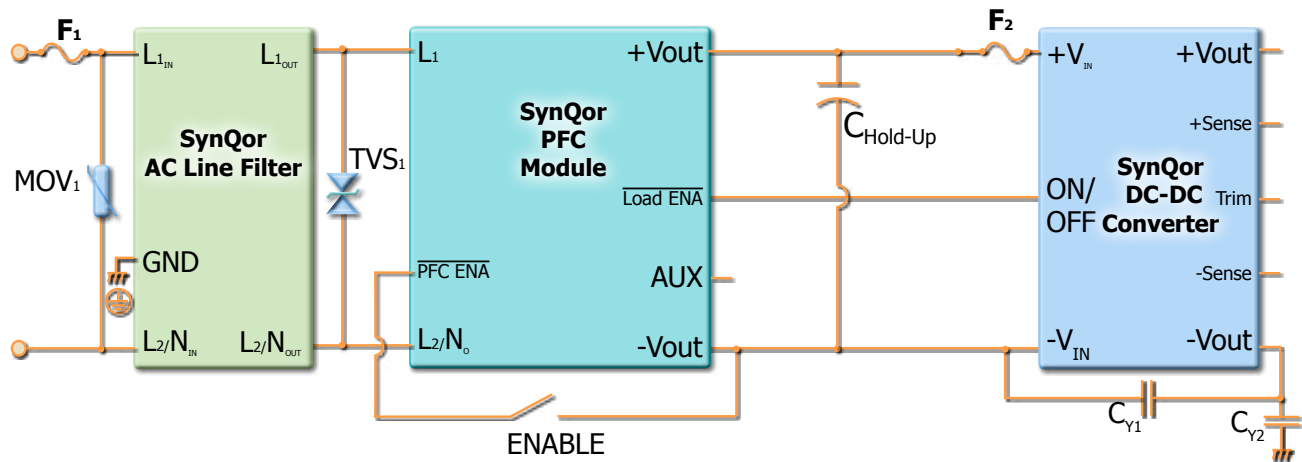 F1
MOV1
L1IN
L1OUT
SynQor
AC Line Filter
GND
L2/NIN
L2/NOUT
TVS1
L1
+Vout
SynQor
PFC
Module
Load ENA
PFC ENA
AUX
L2/NO
-Vout
ENABLE
CHold-Up
F2
+VIN
+Vout
+Sense
SynQor
DC-DC
Converter
ON/
OFF
Trim
-Sense
-VIN
-Vout
CY1
CY2